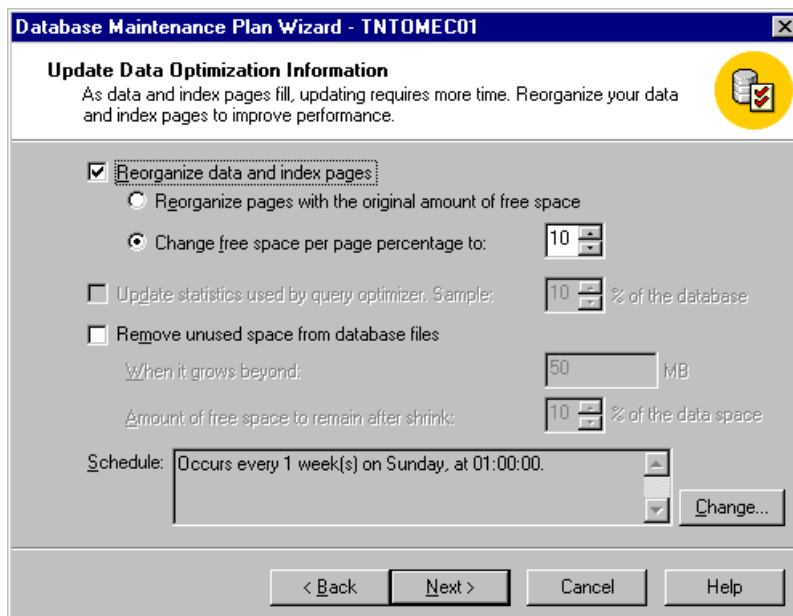 Database Maintenance Plan Wizard - TNTOMEC01
Update Data Optimization Information
As data and index pages fill, updating requires more time. Reorganize your data
and index pages to improve performance.
Reorganize data and index pages
Reorganize pages with the original amount of free space
Change free space per page percentage to: 10
Update statistics used by query optimizer. Sample: 10 % of the database
Remove unused space from database files
When it grows beyond: 50 MB
Amount of free space to remain after shrink: 10 % of the data space
Schedule: Occurs every 1 week(s) on Sunday, at 01:00:00.
Change...
< Back Next > Cancel Help